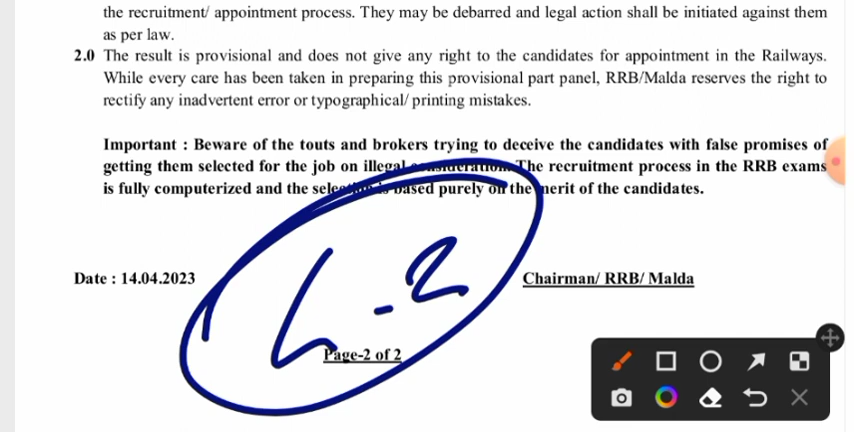 the recruitment/ appointment process. They may be debarred and legal action shall be initiated against them
as per law.
2.0 The result is provisional and does not give any right to the candidates for appointment in the Railways.
While every care has been taken in preparing this provisional part panel, RRB/Malda reserves the right to
rectify any inadvertent error or typographical/ printing mistakes.
Important : Beware of the touts and brokers trying to deceive the candidates with false promises of
getting them selected for the job on illegal consideration. The recruitment process in the RRB exams
is fully computerized and the selection is based purely on the merit of the candidates.
L-2
Date : 14.04.2023 Chairman/ RRB/ Malda
Page-2 of 2